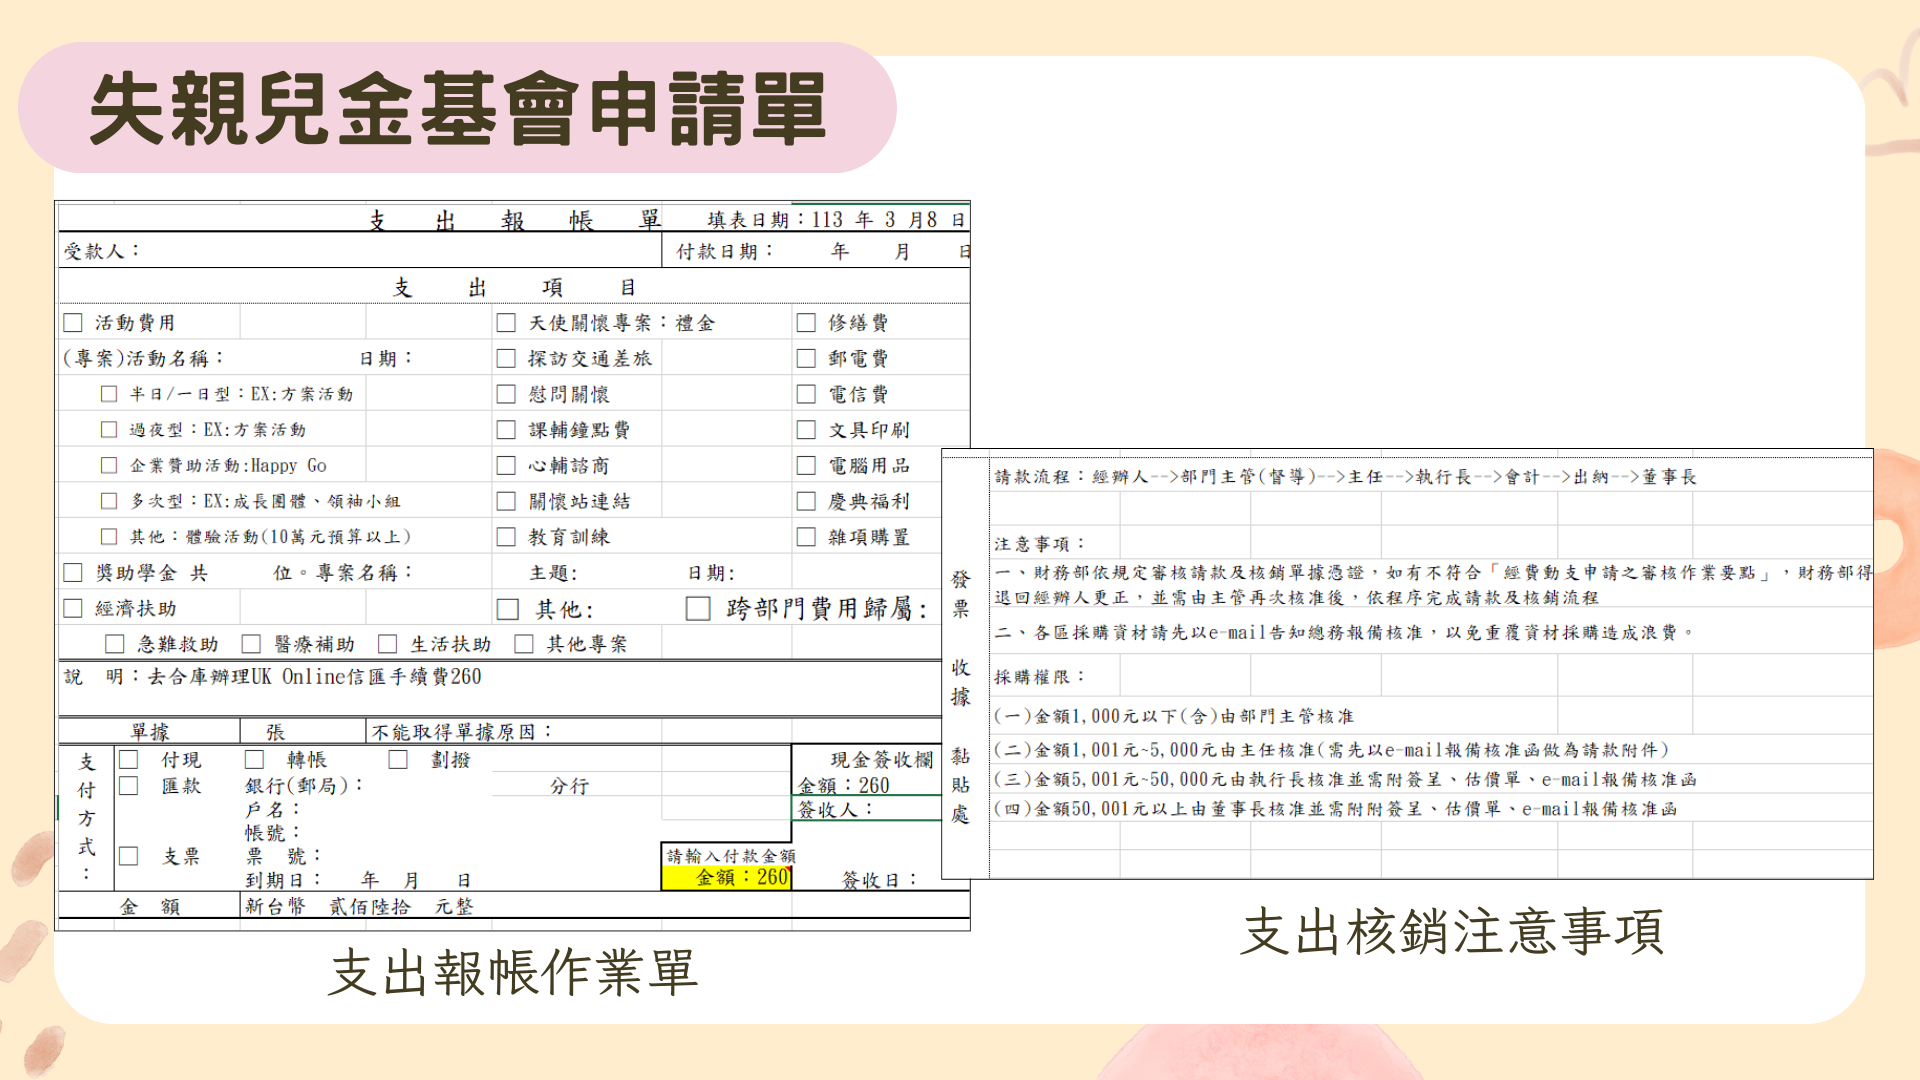 失親兒金基會申請單
支 出 報 帳 單 填表日期：113 年 3 月8 日
受款人： 付款日期： 年 月 日
支 出 項 目
□ 活動費用 □ 天使關懷專案：禮金 □ 修繕費
(專案)活動名稱： 日期： □ 探訪交通差旅 □ 郵電費
□ 半日/一日型：EX:方案活動 □ 慰問關懷 □ 電信費
□ 過夜型：EX:方案活動 □ 課輔鐘點費 □ 文具印刷
□ 企業贊助活動:Happy Go □ 心輔諮商 □ 電腦用品
□ 多次型：EX:成長團體、領袖小組 □ 關懷站連結 □ 慶典福利
□ 其他：體驗活動(10萬元預算以上) □ 教育訓練 □ 雜項購置
□ 獎助學金 共 位。專案名稱： 主題: 日期:
□ 經濟扶助 □ 其他: □ 跨部門費用歸屬:
□ 急難救助 □ 醫療補助 □ 生活扶助 □ 其他專案
說 明：去合庫辦理UK Online信匯手續費260
單據 張 不能取得單據原因：
支付方式：
□ 付現 □ 轉帳 □ 劃撥 現金簽收欄
□ 匯款 銀行(郵局)： 分行 金額：260
戶名： 簽收人：
帳號：
□ 支票 票 號： 請輸入付款金額
到期日： 年 月 日 金額：260 簽收日：
金 額 新台幣 貳佰陸拾 元整
支出報帳作業單
發票 收據 黏貼處
請款流程：經辦人-->部門主管(督導)-->主任-->執行長-->會計-->出納-->董事長
注意事項：
一、財務部依規定審核請款及核銷單據憑證，如有不符合「經費動支申請之審核作業要點」，財務部得
退回經辦人更正，並需由主管再次核准後，依程序完成請款及核銷流程
二、各區採購資材請先以e-mail告知總務報備核准，以免重覆資材採購造成浪費。
採購權限：
(一)金額1,000元以下(含)由部門主管核准
(二)金額1,001元~5,000元由主任核准(需先以e-mail報備核准函做為請款附件)
(三)金額5,001元~50,000元由執行長核准並需附簽呈、估價單、e-mail報備核准函
(四)金額50,001元以上由董事長核准並需附附簽呈、估價單、e-mail報備核准函
支出核銷注意事項